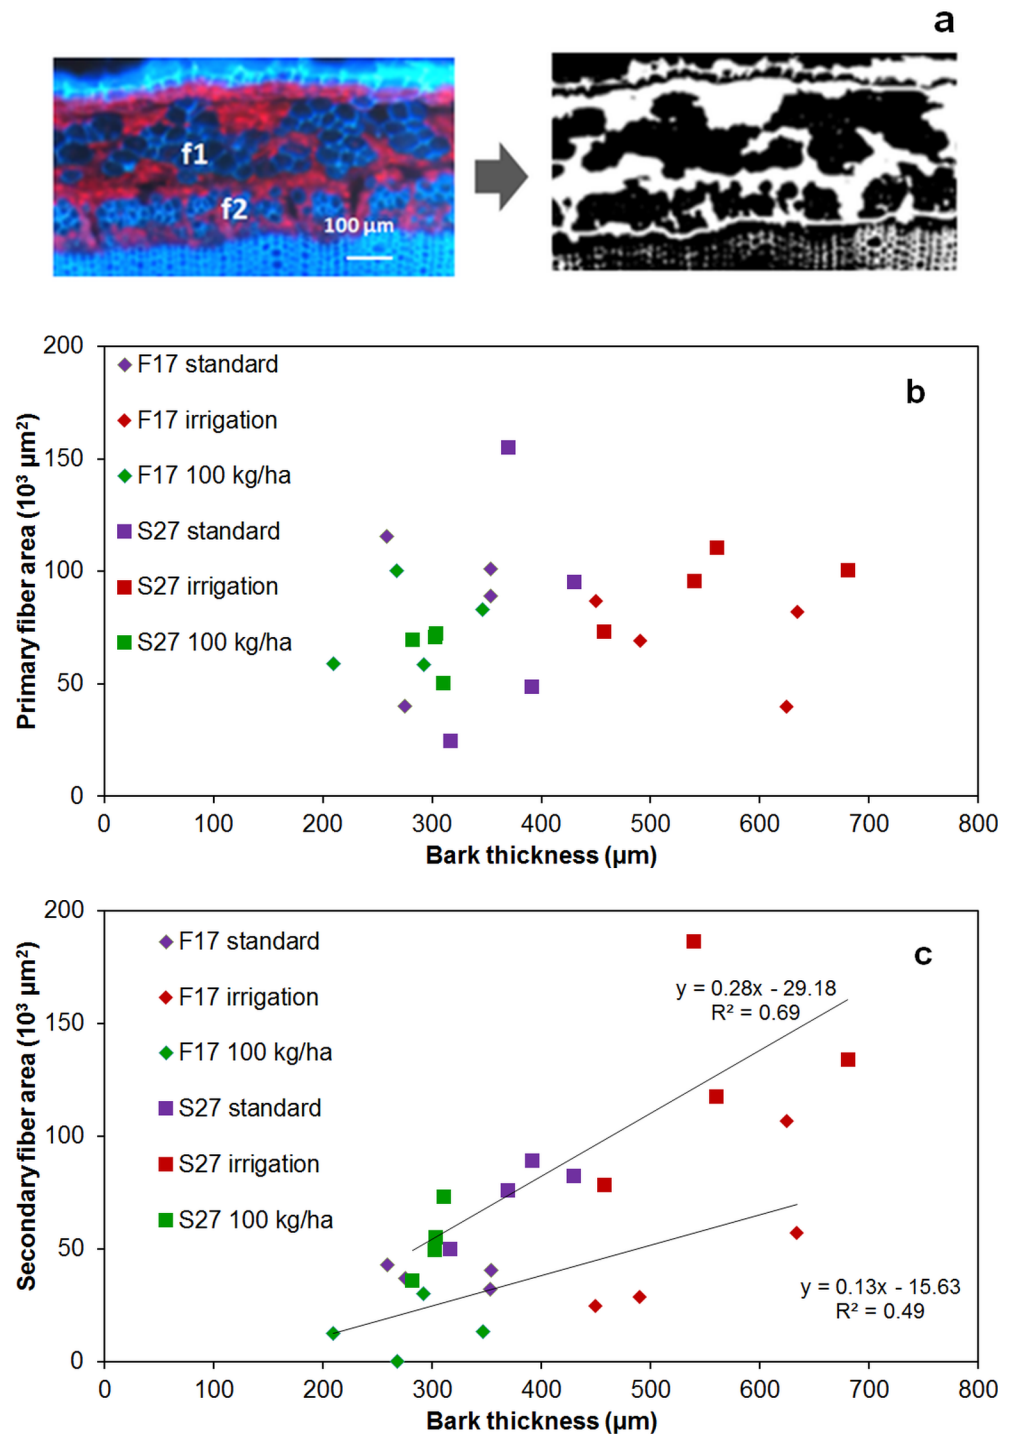 a
f1
f2
100 µm
b
200
150
100
50
0
Primary fiber area (10³ µm²)
F17 standard
F17 irrigation
F17 100 kg/ha
S27 standard
S27 irrigation
S27 100 kg/ha
0 100 200 300 400 500 600 700 800
Bark thickness (µm)
c
200
150
100
50
0
Secondary fiber area (10³ µm²)
F17 standard
F17 irrigation
F17 100 kg/ha
S27 standard
S27 irrigation
S27 100 kg/ha
y = 0.28x - 29.18
R² = 0.69
y = 0.13x - 15.63
R² = 0.49
0 100 200 300 400 500 600 700 800
Bark thickness (µm)